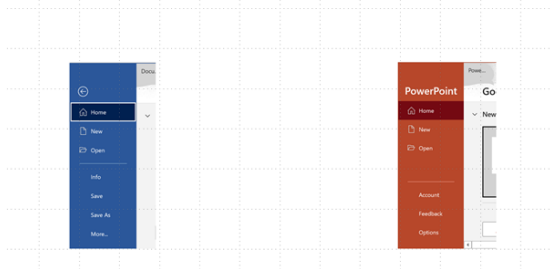 Docu...
Home
New
Open
Info
Save
Save As
More...
Powe...
PowerPoint
Go
Home
New
New
Open
Account
Feedback
Options